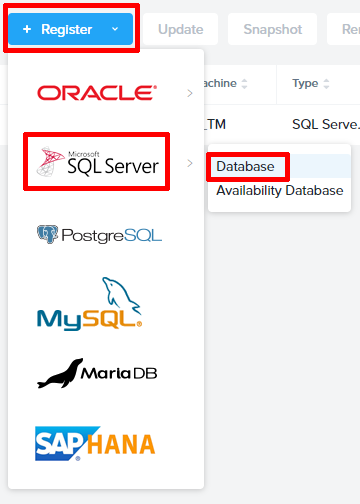 + Register
Update
Snapshot
Rer
achine
Type
ORACLE
_TM
SQL Serve..
Microsoft
SQL Server
Database
Availability Database
PostgreSQL
MySQL
MariaDB
SAP HANA